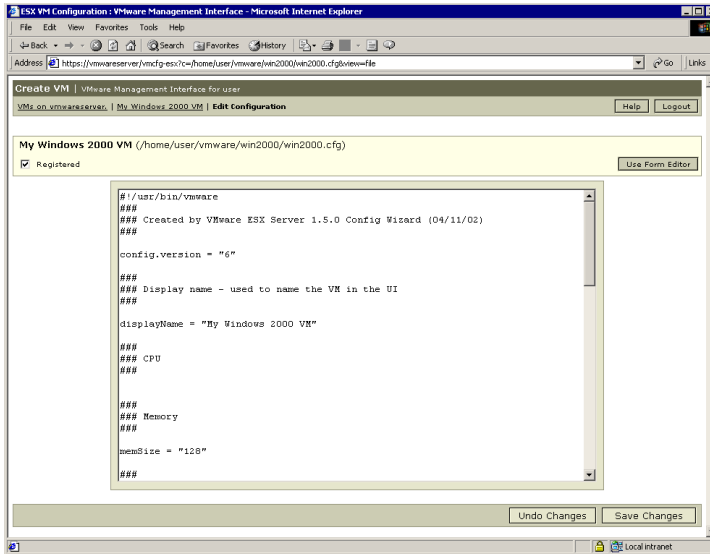 ESX VM Configuration : VMware Management Interface - Microsoft Internet Explorer
File Edit View Favorites Tools Help
Back Search Favorites History
Address https://vmwareserver/vmcfg-esx?c=/home/user/vmware/win2000/win2000.cfg&view=file Go Links
Create VM | VMware Management Interface for user
VMs on vmwareserver. | My Windows 2000 VM | Edit Configuration Help Logout
My Windows 2000 VM (/home/user/vmware/win2000/win2000.cfg)
Registered Use Form Editor
#!/usr/bin/vmware
###
### Created by VMware ESX Server 1.5.0 Config Wizard (04/11/02)
###
config.version = "6"
###
### Display name - used to name the VM in the UI
###
displayName = "My Windows 2000 VM"
###
### CPU
###
###
### Memory
###
memSize = "128"
###
Undo Changes Save Changes
Local intranet